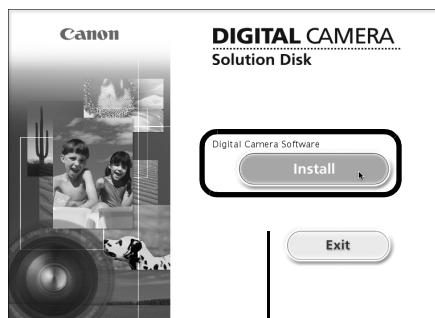 Canon
DIGITAL CAMERA
Solution Disk
Digital Camera Software
Install
Exit